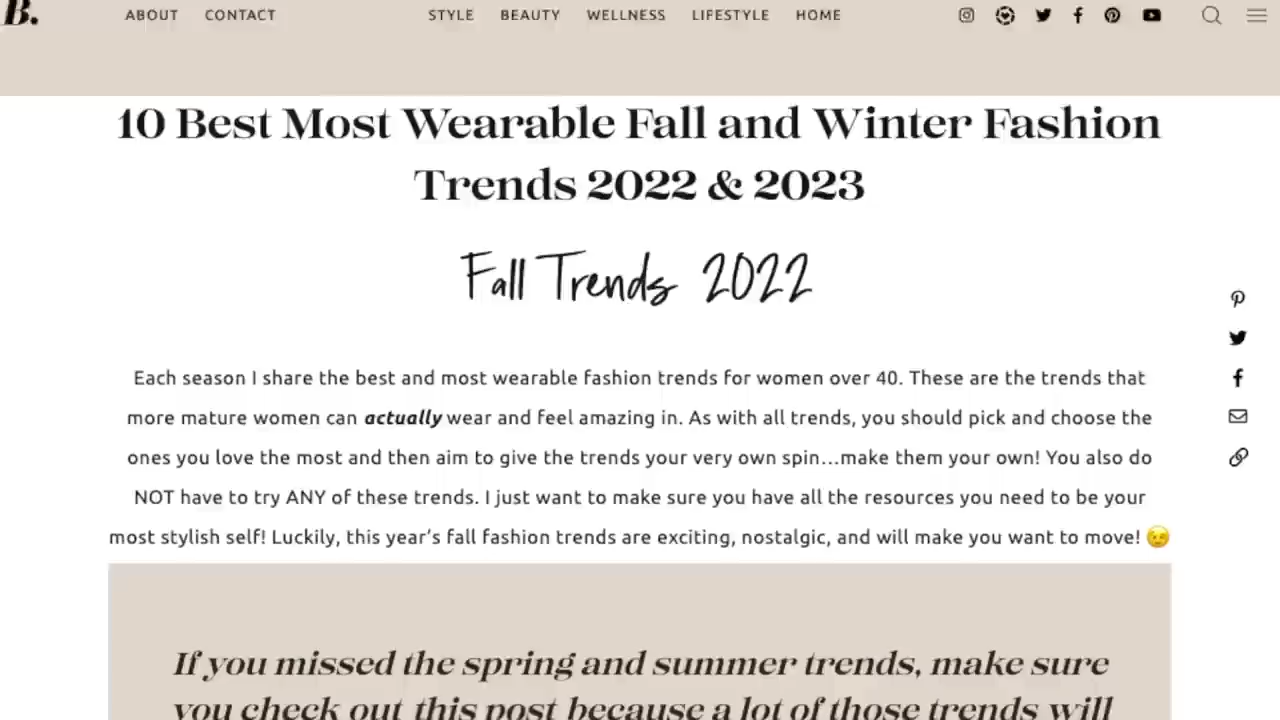 B.
ABOUT CONTACT STYLE BEAUTY WELLNESS LIFESTYLE HOME
10 Best Most Wearable Fall and Winter Fashion
Trends 2022 & 2023
Fall Trends 2022
Each season I share the best and most wearable fashion trends for women over 40. These are the trends that
more mature women can actually wear and feel amazing in. As with all trends, you should pick and choose the
ones you love the most and then aim to give the trends your very own spin…make them your own! You also do
NOT have to try ANY of these trends. I just want to make sure you have all the resources you need to be your
most stylish self! Luckily, this year’s fall fashion trends are exciting, nostalgic, and will make you want to move! 😉
If you missed the spring and summer trends, make sure
you check out this post because a lot of those trends will